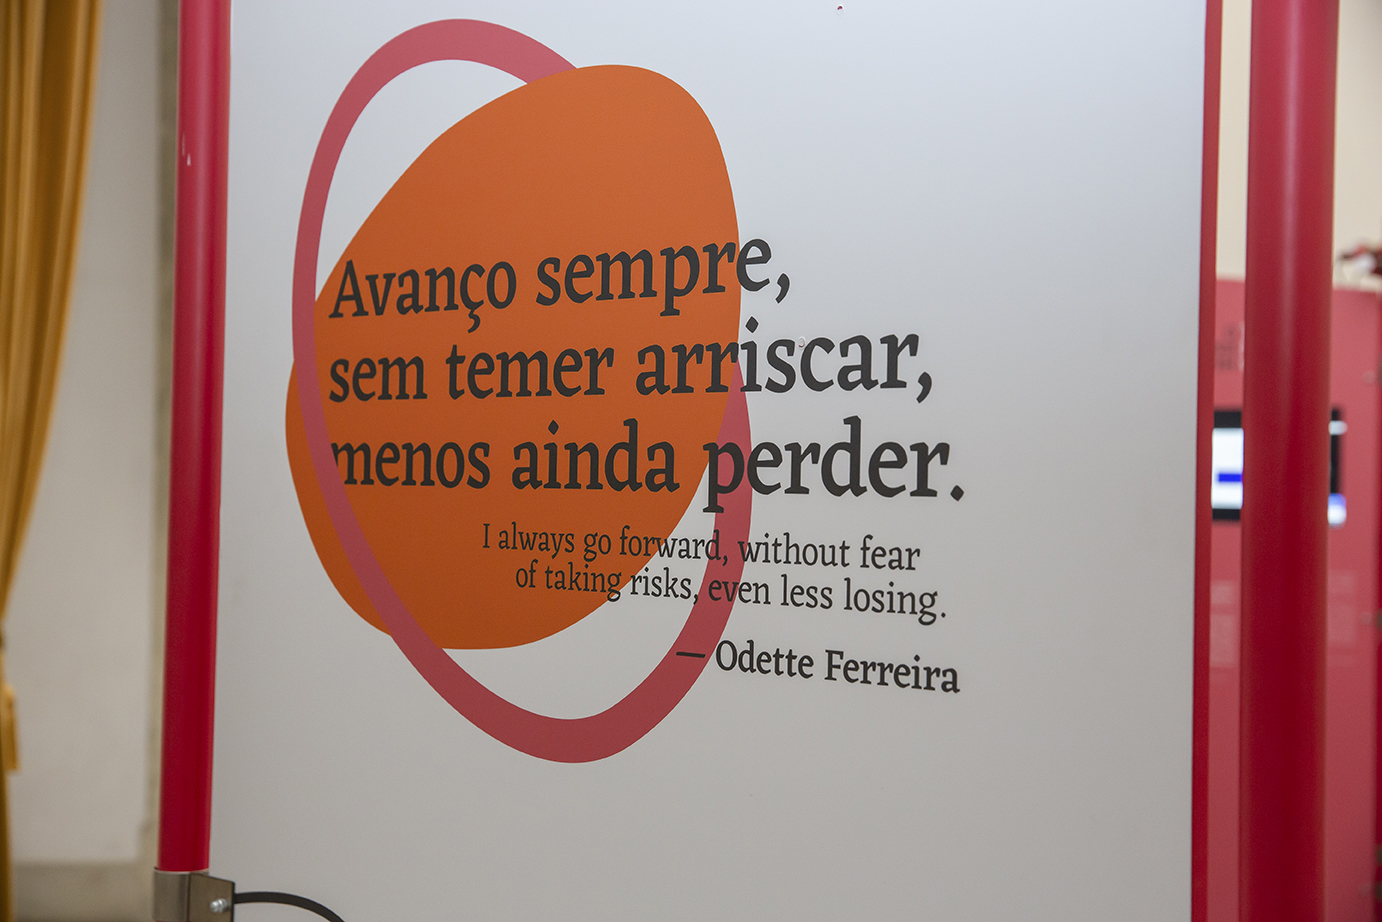 Avanço sempre,
sem temer arriscar,
menos ainda perder.
I always go forward, without fear
of taking risks, even less losing.
— Odette Ferreira